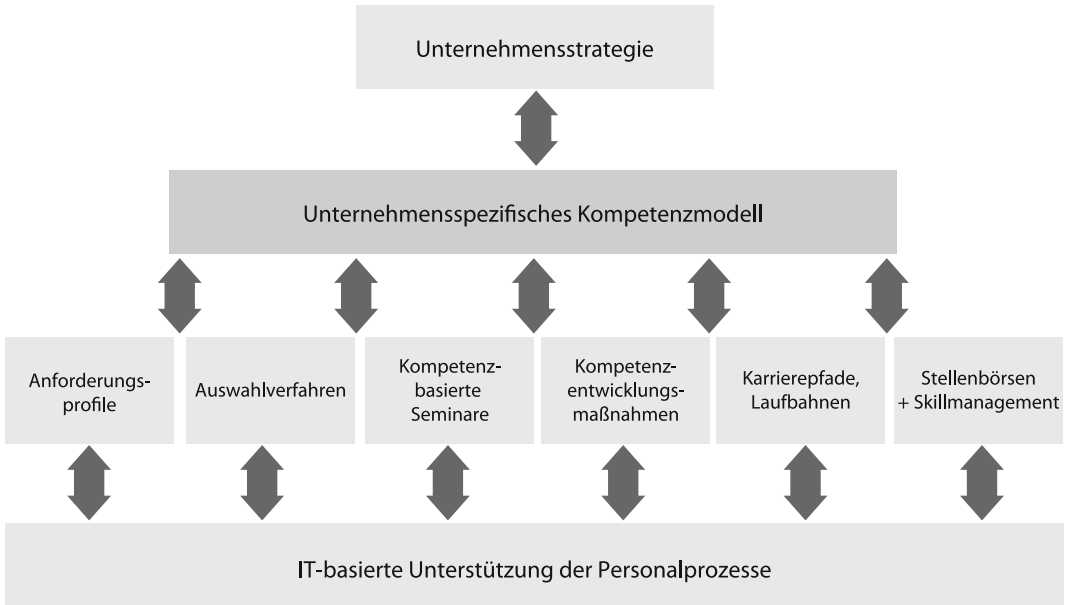 Unternehmensstrategie
Unternehmensspezifisches Kompetenzmodell
Anforderungs-
profile
Auswahlverfahren
Kompetenz-
basierte
Seminare
Kompetenz-
entwicklungs-
maßnahmen
Karrierepfade,
Laufbahnen
Stellenbörsen
+ Skillmanagement
IT-basierte Unterstützung der Personalprozesse